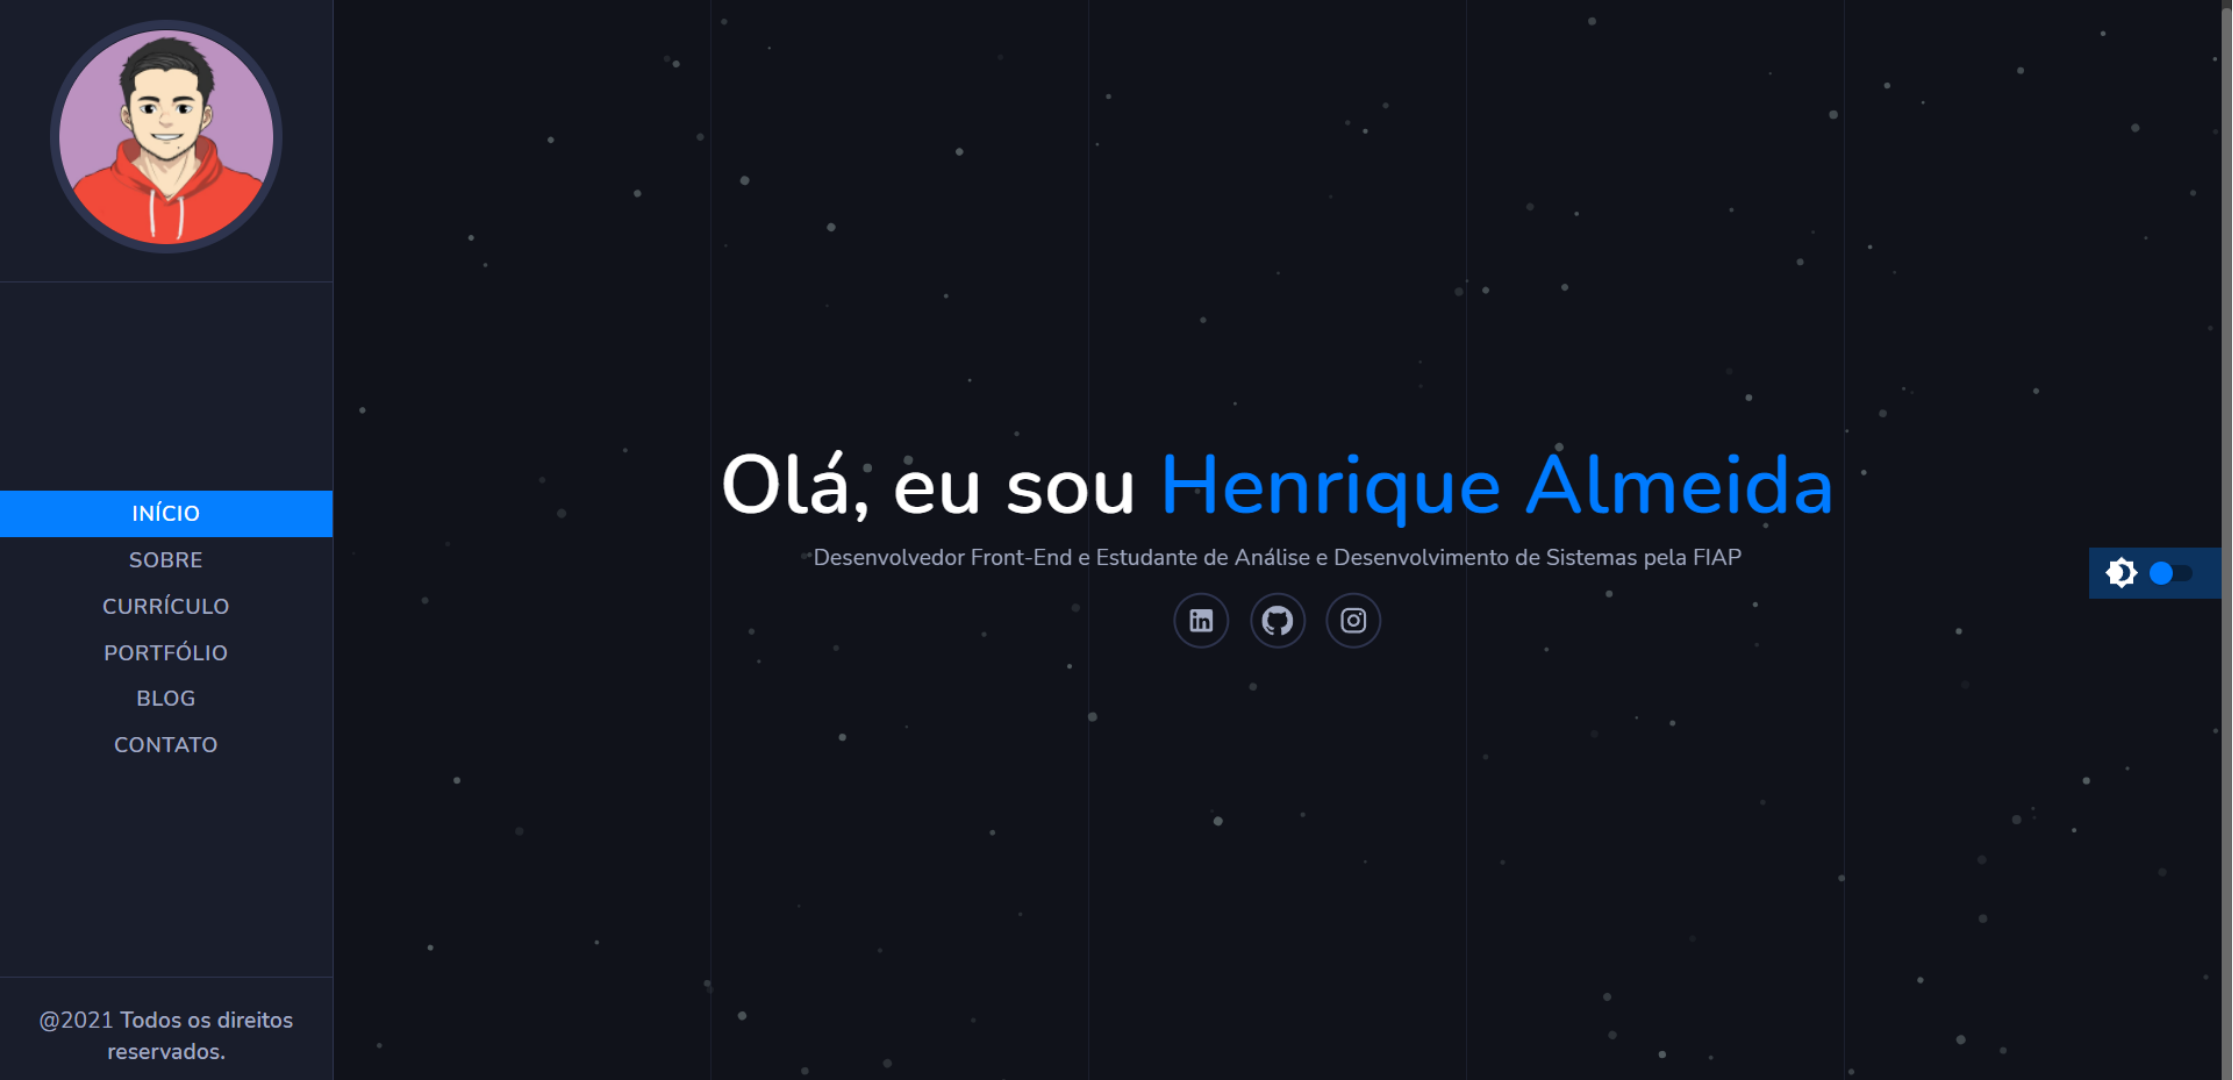 INÍCIO
SOBRE
CURRÍCULO
PORTFÓLIO
BLOG
CONTATO
@2021 Todos os direitos
reservados.
Olá, eu sou Henrique Almeida
Desenvolvedor Front-End e Estudante de Análise e Desenvolvimento de Sistemas pela FIAP